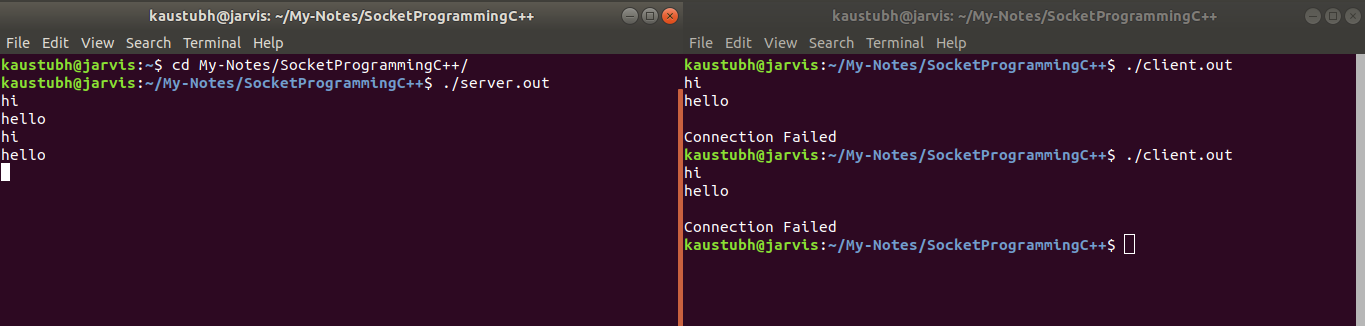 kaustubh@jarvis: ~/My-Notes/SocketProgrammingC++
File Edit View Search Terminal Help
kaustubh@jarvis:~$ cd My-Notes/SocketProgrammingC++/
kaustubh@jarvis:~/My-Notes/SocketProgrammingC++$ ./server.out
hi
hello
hi
hello
kaustubh@jarvis: ~/My-Notes/SocketProgrammingC++
File Edit View Search Terminal Help
kaustubh@jarvis:~/My-Notes/SocketProgrammingC++$ ./client.out
hi
hello
Connection Failed
kaustubh@jarvis:~/My-Notes/SocketProgrammingC++$ ./client.out
hi
hello
Connection Failed
kaustubh@jarvis:~/My-Notes/SocketProgrammingC++$